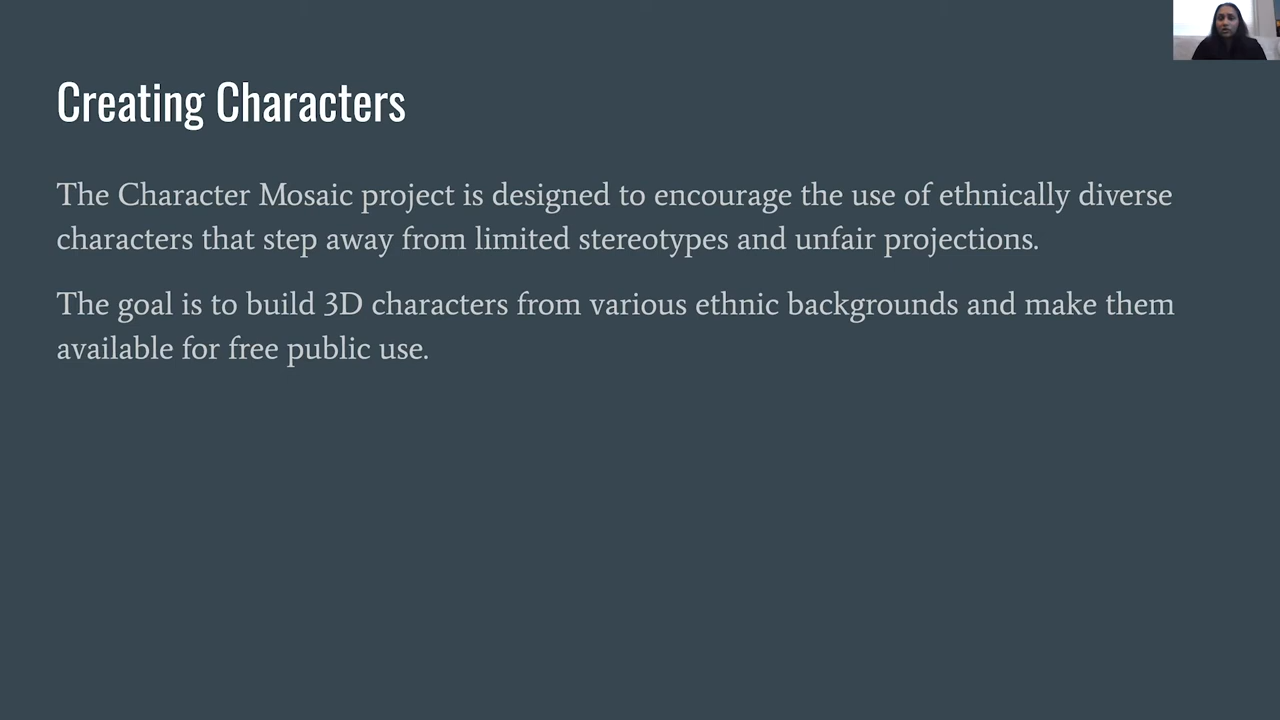 Creating Characters
The Character Mosaic project is designed to encourage the use of ethnically diverse
characters that step away from limited stereotypes and unfair projections.
The goal is to build 3D characters from various ethnic backgrounds and make them
available for free public use.